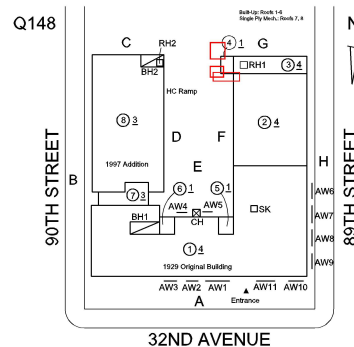 Q148
Built-Up: Roofs 1-6
Single Ply Mech.: Roofs 7, 8
N
C
RH2
4 1
G
BH2
RH1
3 4
HC Ramp
8 3
2 4
D
F
1997 Addition
E
H
B
6 1
5 1
7 3
AW6
AW4
AW5
SK
AW7
BH1
CH
AW8
1 4
AW9
1929 Original Building
AW3
AW2
AW1
AW11
AW10
A
Entrance
90TH STREET
89TH STREET
32ND AVENUE